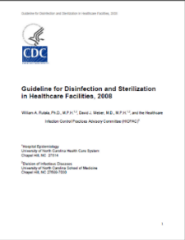 Guideline for Disinfection and Sterilization in Healthcare Facilities, 2008
CDC
Guideline for Disinfection and Sterilization
in Healthcare Facilities, 2008
William A. Rutala, Ph.D., M.P.H.1,2, David J. Weber, M.D., M.P.H.1,2, and the Healthcare
Infection Control Practices Advisory Committee (HICPAC)3
1Hospital Epidemiology
University of North Carolina Health Care System
Chapel Hill, NC 27514
2Division of Infectious Diseases
University of North Carolina School of Medicine
Chapel Hill, NC 27599-7030
1